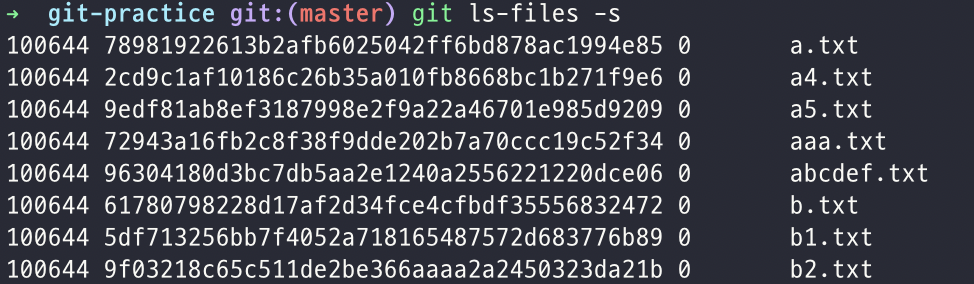 → git-practice git:(master) git ls-files -s
100644 78981922613b2afb6025042ff6bd878ac1994e85 0 a.txt
100644 2cd9c1af10186c26b35a010fb8668bc1b271f9e6 0 a4.txt
100644 9edf81ab8ef3187998e2f9a22a46701e985d9209 0 a5.txt
100644 72943a16fb2c8f38f9dde202b7a70ccc19c52f34 0 aaa.txt
100644 96304180d3bc7db5aa2e1240a2556221220dce06 0 abcdef.txt
100644 61780798228d17af2d34fce4cfbdf35556832472 0 b.txt
100644 5df713256bb7f4052a718165487572d683776b89 0 b1.txt
100644 9f03218c65c511de2be366aaaa2a2450323da21b 0 b2.txt